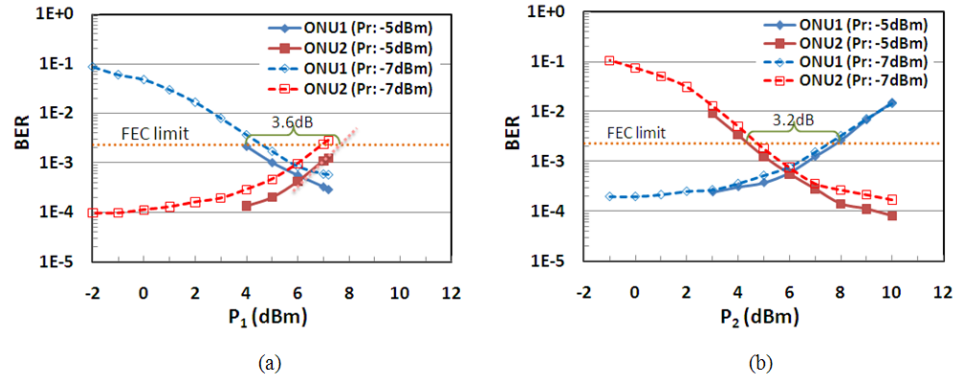 1E+0
1E-1
1E-2
1E-3
1E-4
1E-5
BER
ONU1 (Pr: -5dBm)
ONU2 (Pr: -5dBm)
ONU1 (Pr: -7dBm)
ONU2 (Pr: -7dBm)
FEC limit
3.6dB
-2 0 2 4 6 8 10 12
P1 (dBm)
(a)
1E+0
1E-1
1E-2
1E-3
1E-4
1E-5
BER
ONU1 (Pr: -5dBm)
ONU2 (Pr: -5dBm)
ONU1 (Pr: -7dBm)
ONU2 (Pr: -7dBm)
FEC limit
3.2dB
-2 0 2 4 6 8 10 12
P2 (dBm)
(b)